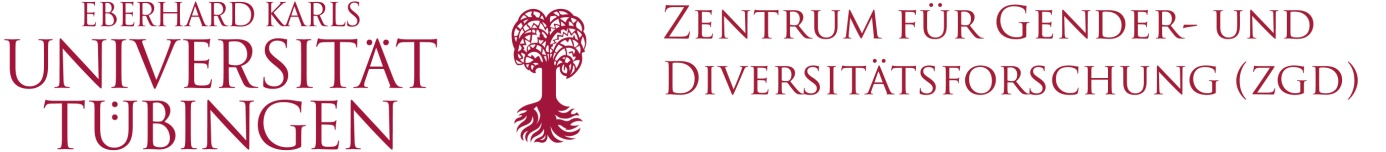 EBERHARD KARLS
UNIVERSITÄT
TÜBINGEN
ZENTRUM FÜR GENDER- UND
DIVERSITÄTSFORSCHUNG (ZGD)